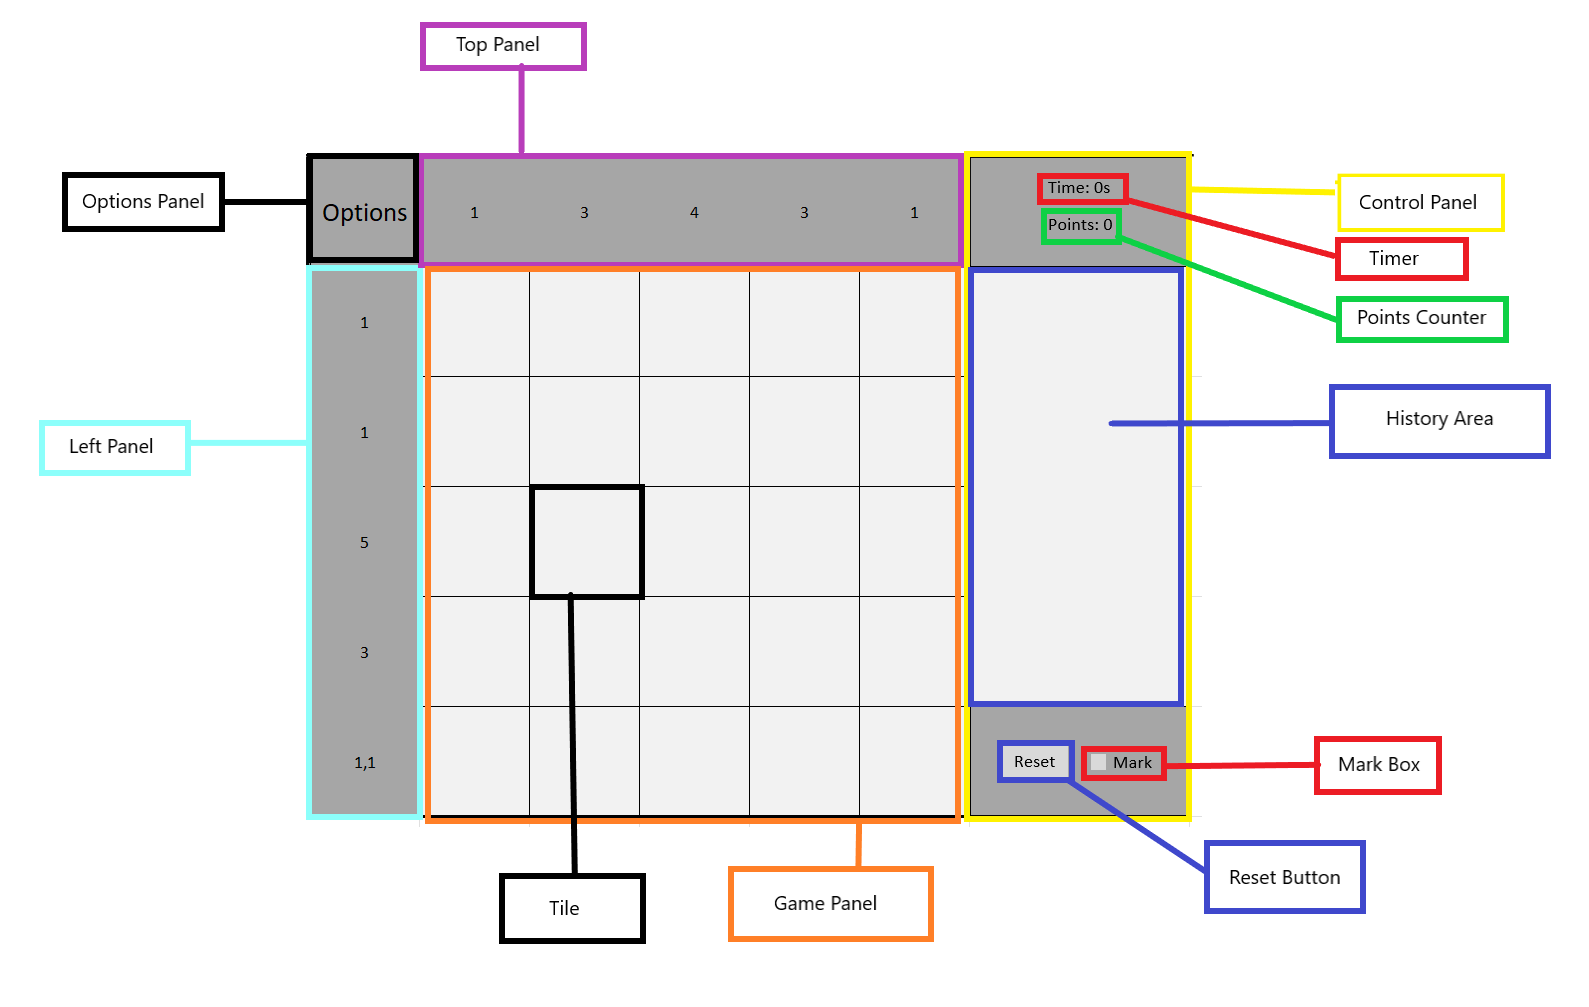 Top Panel
Options Panel
Options
1 3 4 3 1
Time: 0s
Points: 0
Control Panel
Timer
Points Counter
1
1
5
3
1,1
Left Panel
History Area
Reset
Mark
Mark Box
Reset Button
Tile
Game Panel